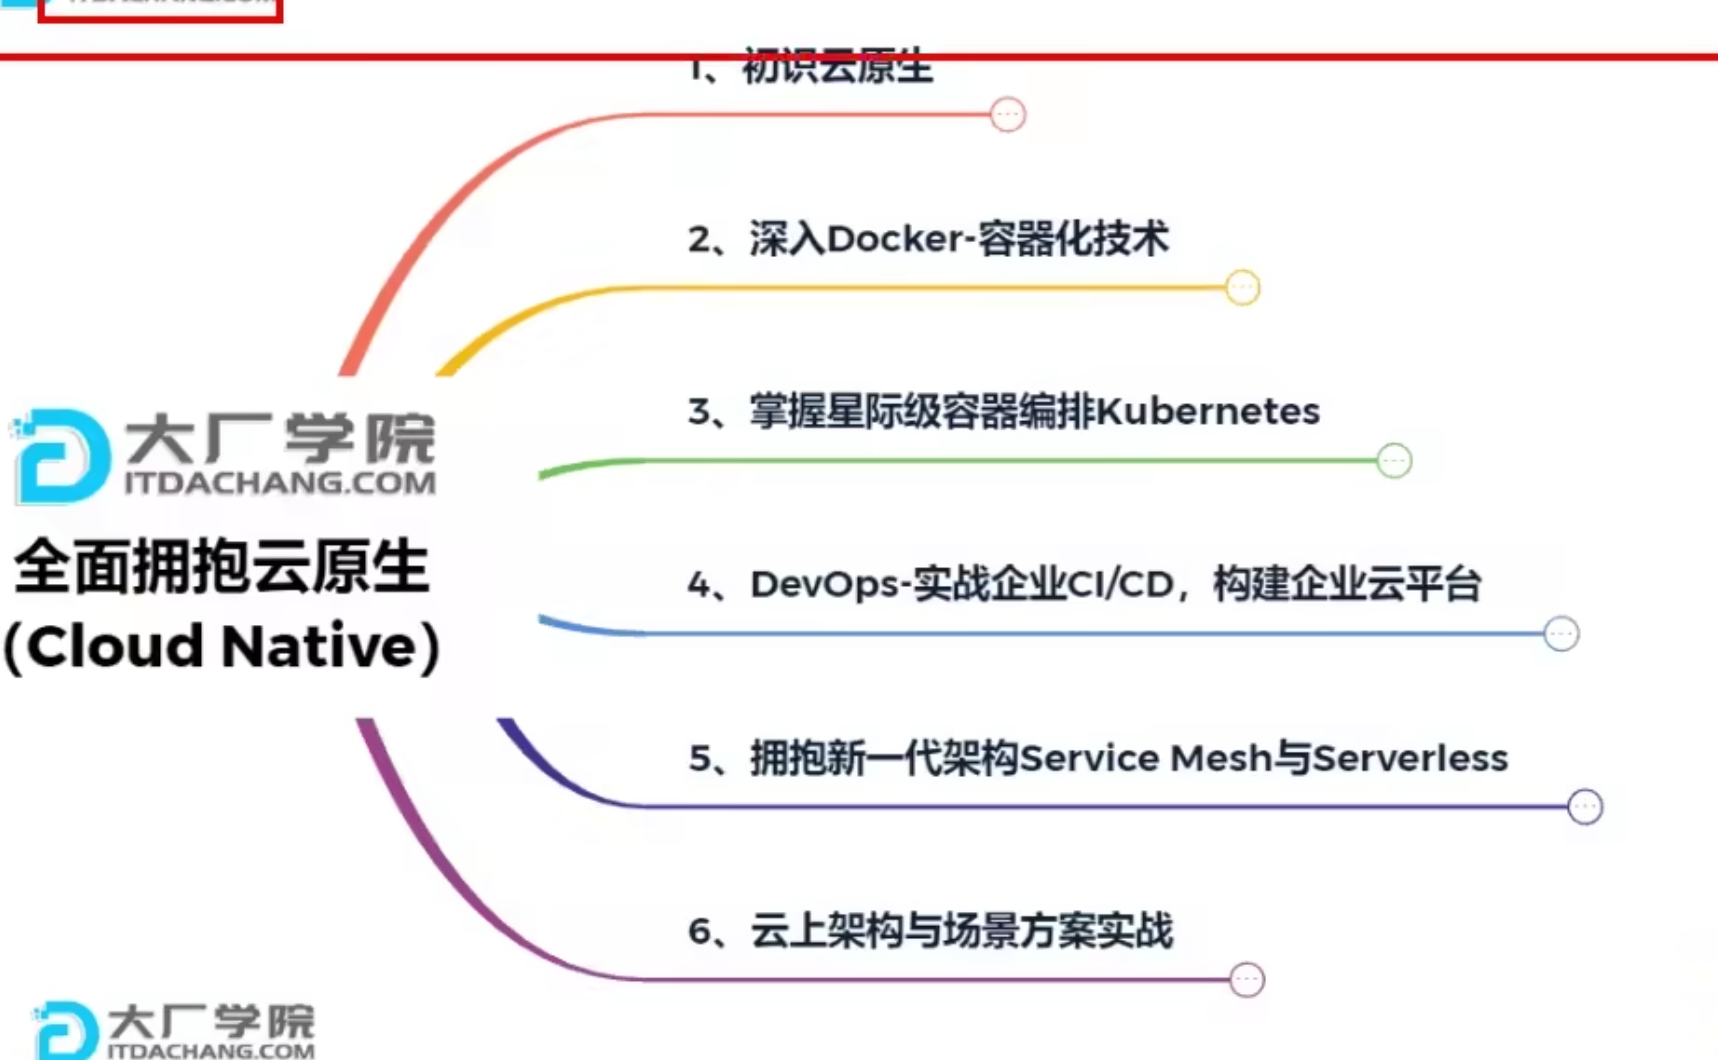 ITDACHANG.COM
1、初识云原生
2、深入Docker-容器化技术
3、掌握星际级容器编排Kubernetes
大厂学院
ITDACHANG.COM
全面拥抱云原生
（Cloud Native）
4、DevOps-实战企业CI/CD，构建企业云平台
5、拥抱新一代架构Service Mesh与Serverless
6、云上架构与场景方案实战
大厂学院
ITDACHANG.COM